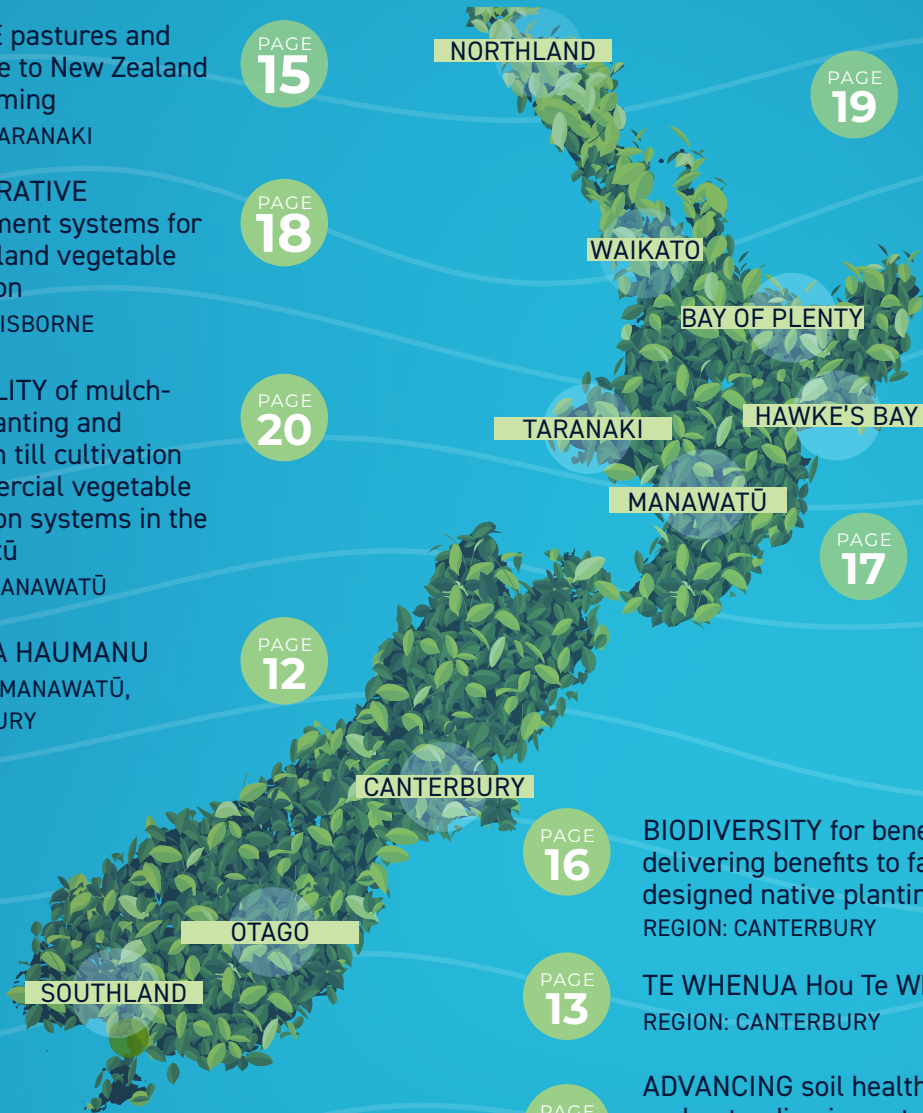 E pastures and
e to New Zealand
ming
ARANAKI
PAGE
15
RATIVE
ment systems for
land vegetable
on
ISBORNE
PAGE
18
LITY of mulch-
anting and
n till cultivation
ercial vegetable
on systems in the
tū
ANAWATŪ
PAGE
20
A HAUMANU
MANAWATŪ,
URY
PAGE
12
NORTHLAND
PAGE
19
WAIKATO
BAY OF PLENTY
TARANAKI
HAWKE'S BAY
MANAWATŪ
PAGE
17
CANTERBURY
OTAGO
SOUTHLAND
PAGE
16
BIODIVERSITY for bene
delivering benefits to fa
designed native plantin
REGION: CANTERBURY
PAGE
13
TE WHENUA Hou Te W
REGION: CANTERBURY
PAGE
ADVANCING soil health